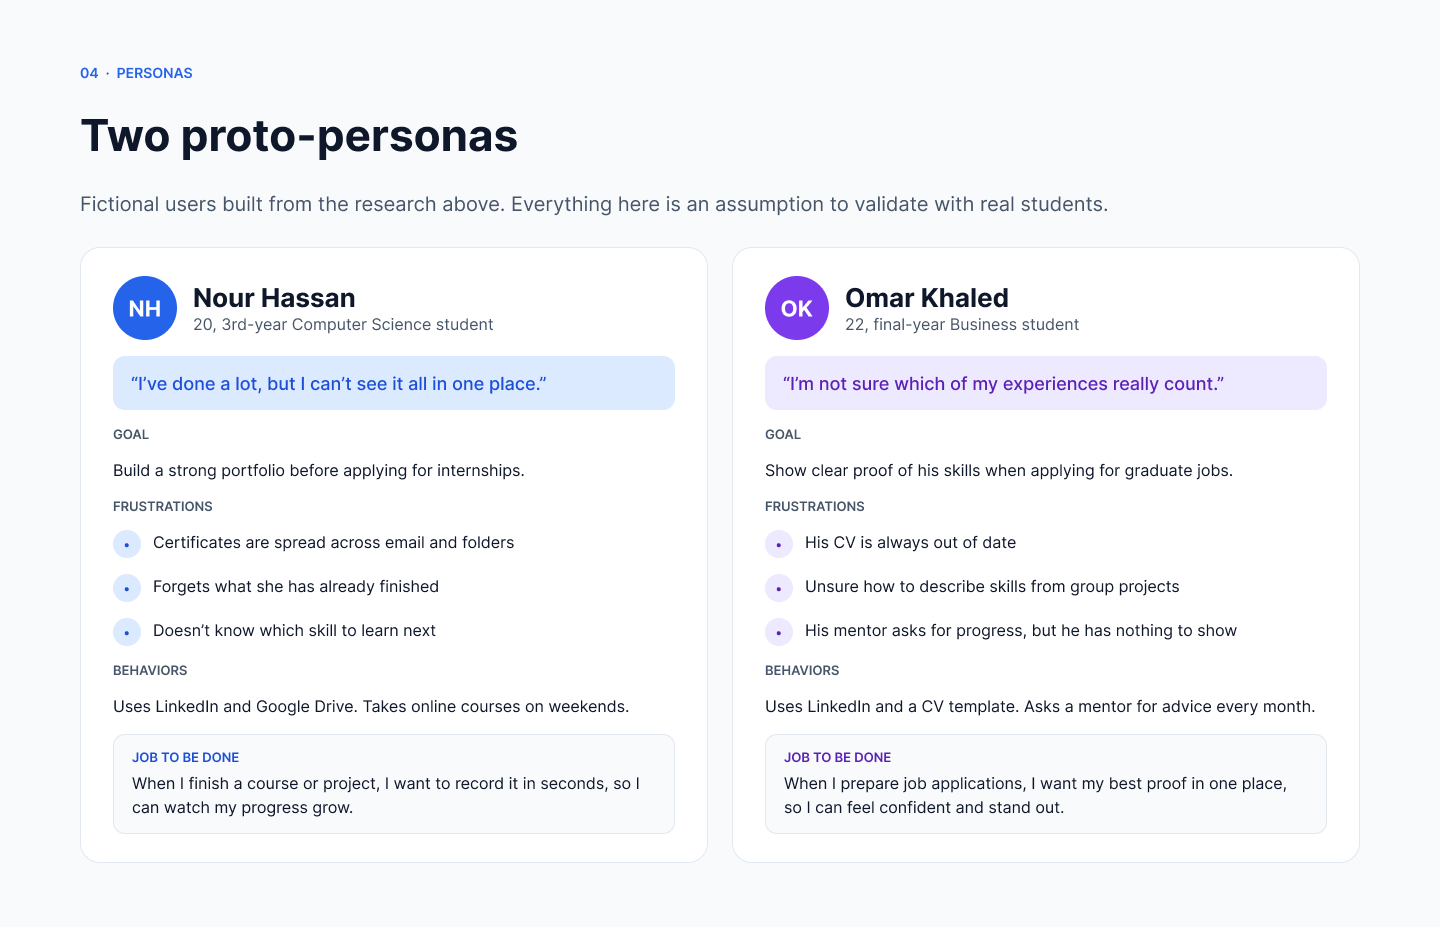 04 · PERSONAS
Two proto-personas
Fictional users built from the research above. Everything here is an assumption to validate with real students.
NH
Nour Hassan
20, 3rd-year Computer Science student
“I’ve done a lot, but I can’t see it all in one place.”
GOAL
Build a strong portfolio before applying for internships.
FRUSTRATIONS
• Certificates are spread across email and folders
• Forgets what she has already finished
• Doesn’t know which skill to learn next
BEHAVIORS
Uses LinkedIn and Google Drive. Takes online courses on weekends.
JOB TO BE DONE
When I finish a course or project, I want to record it in seconds, so I
can watch my progress grow.
OK
Omar Khaled
22, final-year Business student
“I’m not sure which of my experiences really count.”
GOAL
Show clear proof of his skills when applying for graduate jobs.
FRUSTRATIONS
• His CV is always out of date
• Unsure how to describe skills from group projects
• His mentor asks for progress, but he has nothing to show
BEHAVIORS
Uses LinkedIn and a CV template. Asks a mentor for advice every month.
JOB TO BE DONE
When I prepare job applications, I want my best proof in one place,
so I can feel confident and stand out.